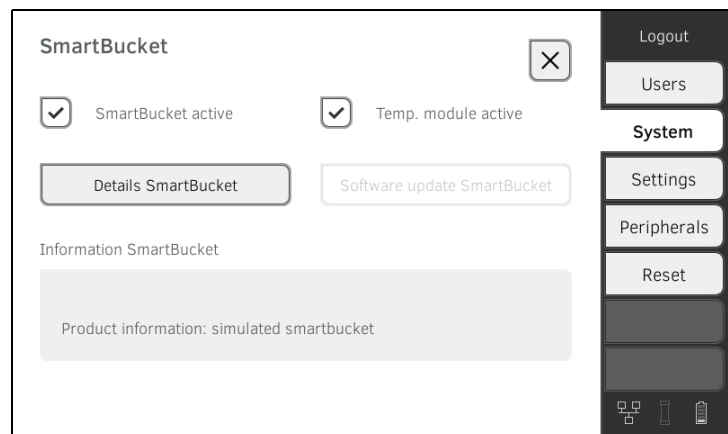 SmartBucket
SmartBucket active
Temp. module active
Details SmartBucket
Software update SmartBucket
Information SmartBucket
Product information: simulated smartbucket
Logout
Users
System
Settings
Peripherals
Reset